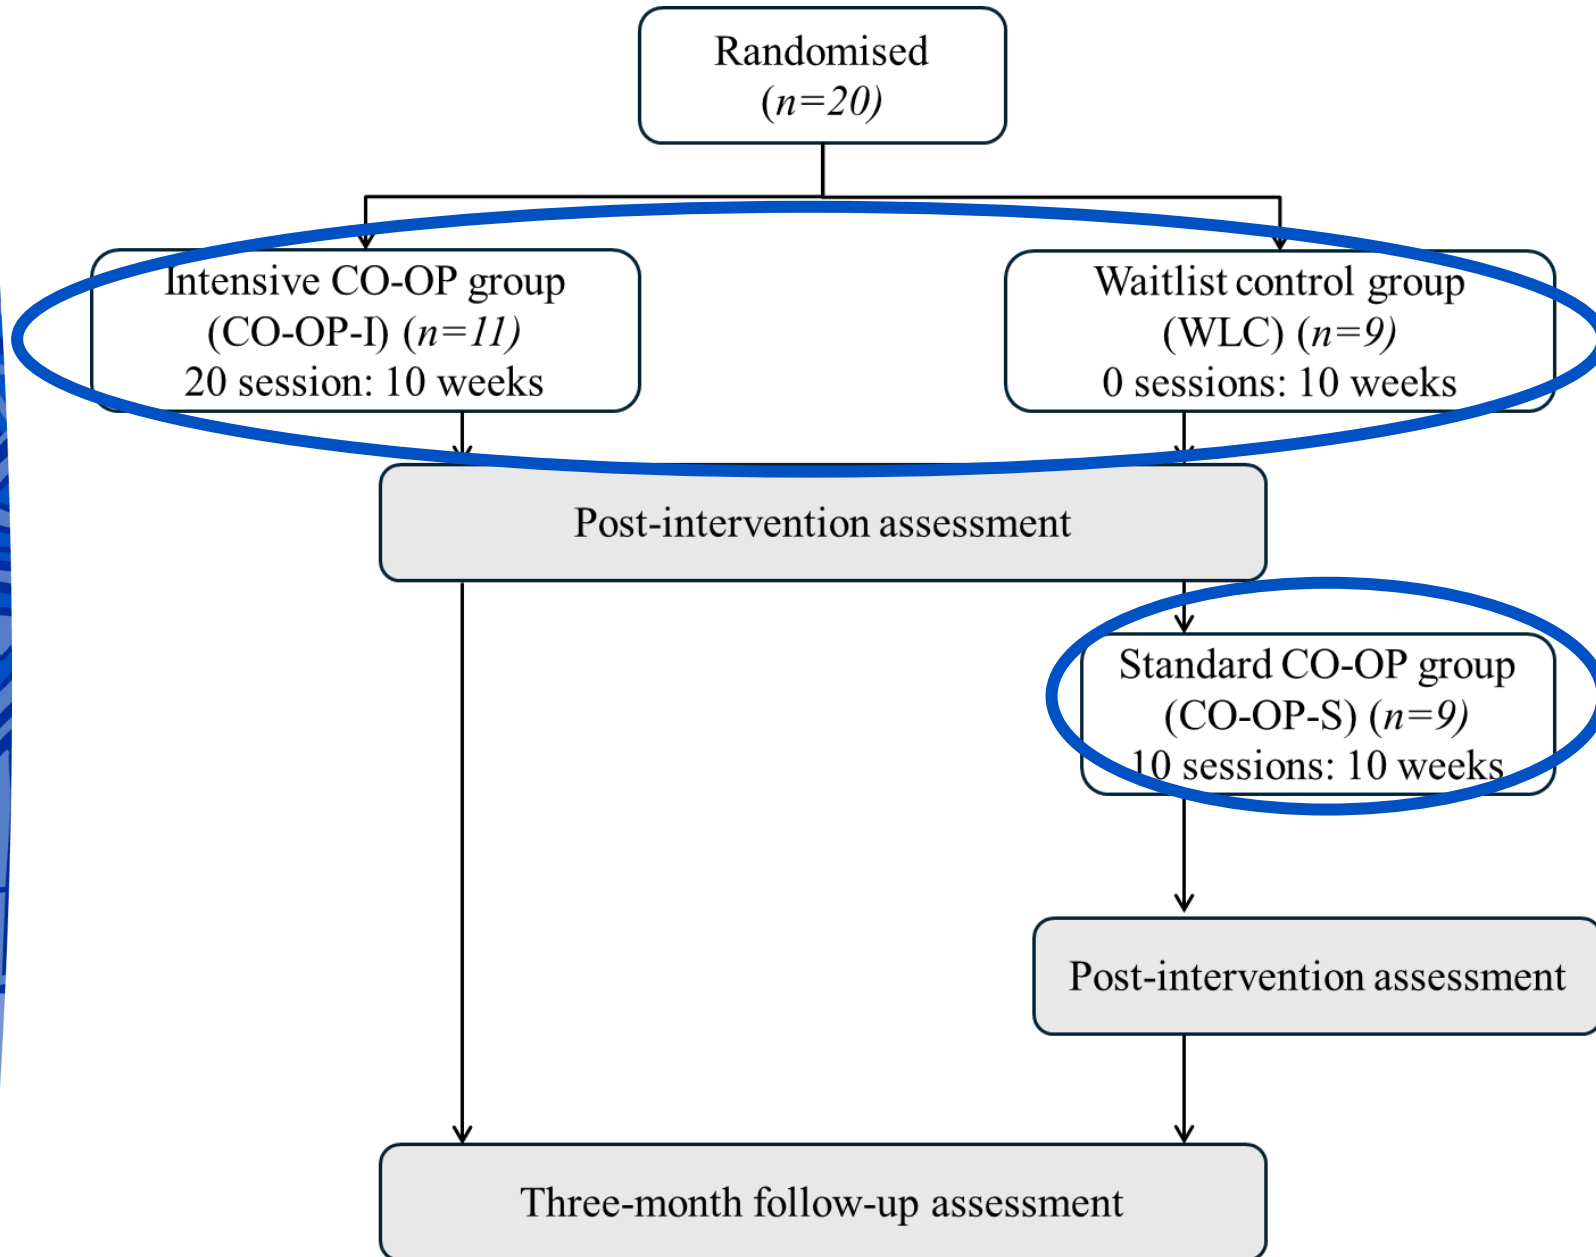 Randomised
(n=20)
Intensive CO-OP group
(CO-OP-I) (n=11)
20 session: 10 weeks
Waitlist control group
(WLC) (n=9)
0 sessions: 10 weeks
Post-intervention assessment
Standard CO-OP group
(CO-OP-S) (n=9)
10 sessions: 10 weeks
Post-intervention assessment
Three-month follow-up assessment